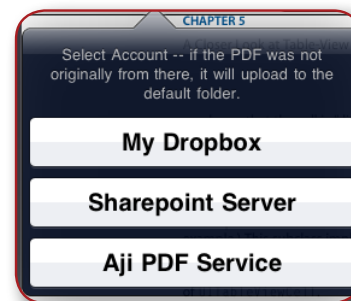 CHAPTER 5
Select Account -- if the PDF was not
originally from there, it will upload to the
default folder.
My Dropbox
Sharepoint Server
Aji PDF Service